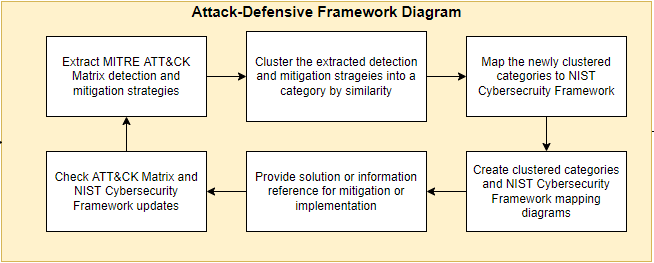 Attack-Defensive Framework Diagram
Extract MITRE ATT&CK
Matrix detection and
mitigation strategies
Cluster the extracted detection
and mitigation strageies into a
category by similarity
Map the newly clustered
categories to NIST
Cybersecruity Framework
Check ATT&CK Matrix and
NIST Cybersecurity
Framework updates
Provide solution or information
reference for mitigation or
implementation
Create clustered categories
and NIST Cybersecurity
Framework mapping
diagrams